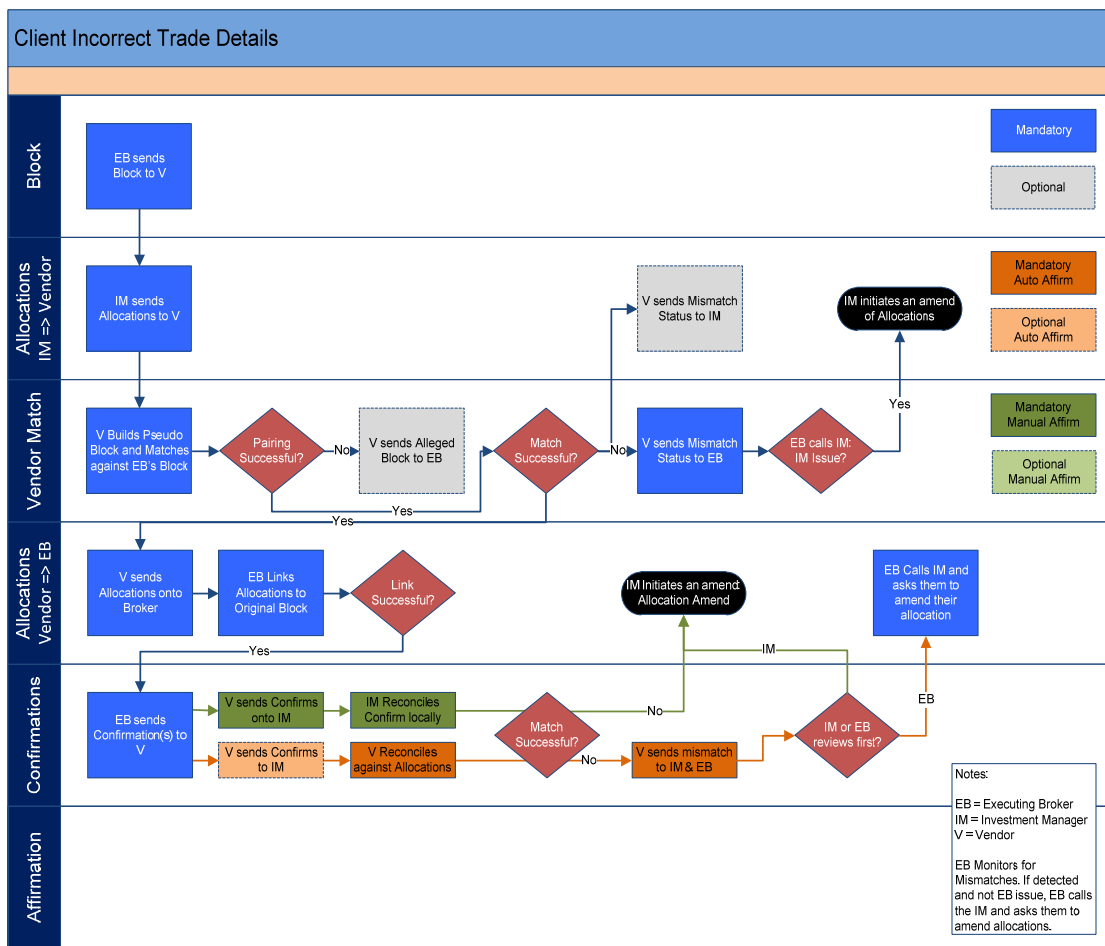 Client Incorrect Trade Details
Block
EB sends
Block to V
Mandatory
Optional
Allocations
IM => Vendor
IM sends
Allocations to V
V sends Mismatch
Status to IM
IM initiates an amend
of Allocations
Mandatory
Auto Affirm
Optional
Auto Affirm
Vendor Match
V Builds Pseudo
Block and Matches
against EB's Block
Pairing
Successful?
No
V sends Alleged
Block to EB
Match
Successful?
No
V sends Mismatch
Status to EB
EB calls IM:
IM Issue?
Yes
Mandatory
Manual Affirm
Optional
Manual Affirm
Yes
Yes
Allocations
Vendor => EB
V sends
Allocations onto
Broker
EB Links
Allocations to
Original Block
Link
Successful?
IM Initiates an amend:
Allocation Amend
EB Calls IM and
asks them to
amend their
allocation
Yes
IM
Confirmations
EB sends
Confirmation(s) to
V
V sends Confirms
onto IM
IM Reconciles
Confirm locally
Match
Successful?
No
V sends Confirms
to IM
V Reconciles
against Allocations
No
V sends mismatch
to IM & EB
IM or EB
reviews first?
EB
Affirmation
Notes:
EB = Executing Broker
IM = Investment Manager
V = Vendor
EB Monitors for
Mismatches. If detected
and not EB issue, EB calls
the IM and asks them to
amend allocations.